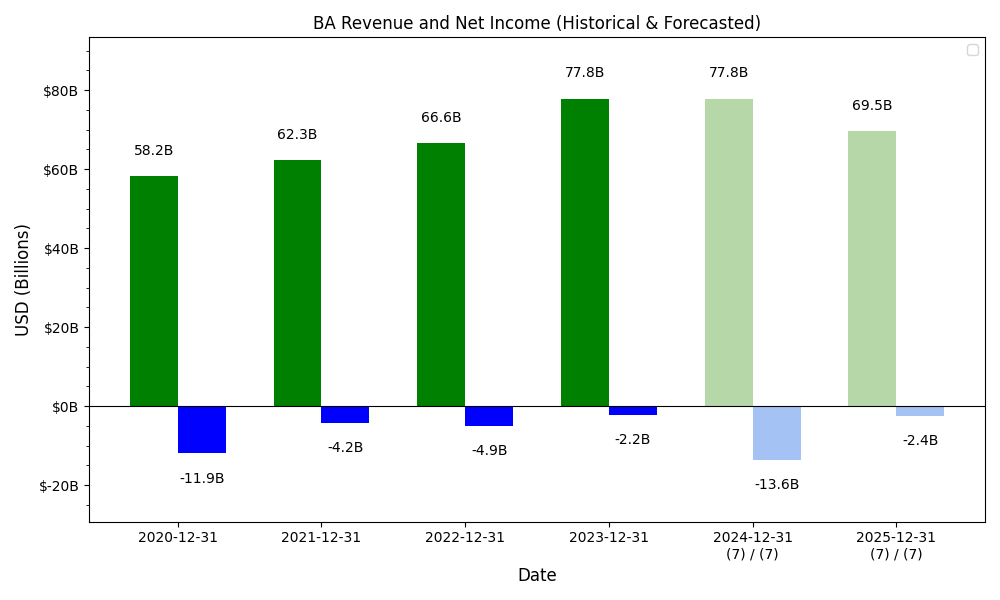 BA Revenue and Net Income (Historical & Forecasted)
USD (Billions)
$80B
$60B
$40B
$20B
$0B
$-20B
58.2B
62.3B
66.6B
77.8B
77.8B
69.5B
-11.9B
-4.2B
-4.9B
-2.2B
-13.6B
-2.4B
2020-12-31
2021-12-31
2022-12-31
2023-12-31
2024-12-31
(7) / (7)
2025-12-31
(7) / (7)
Date